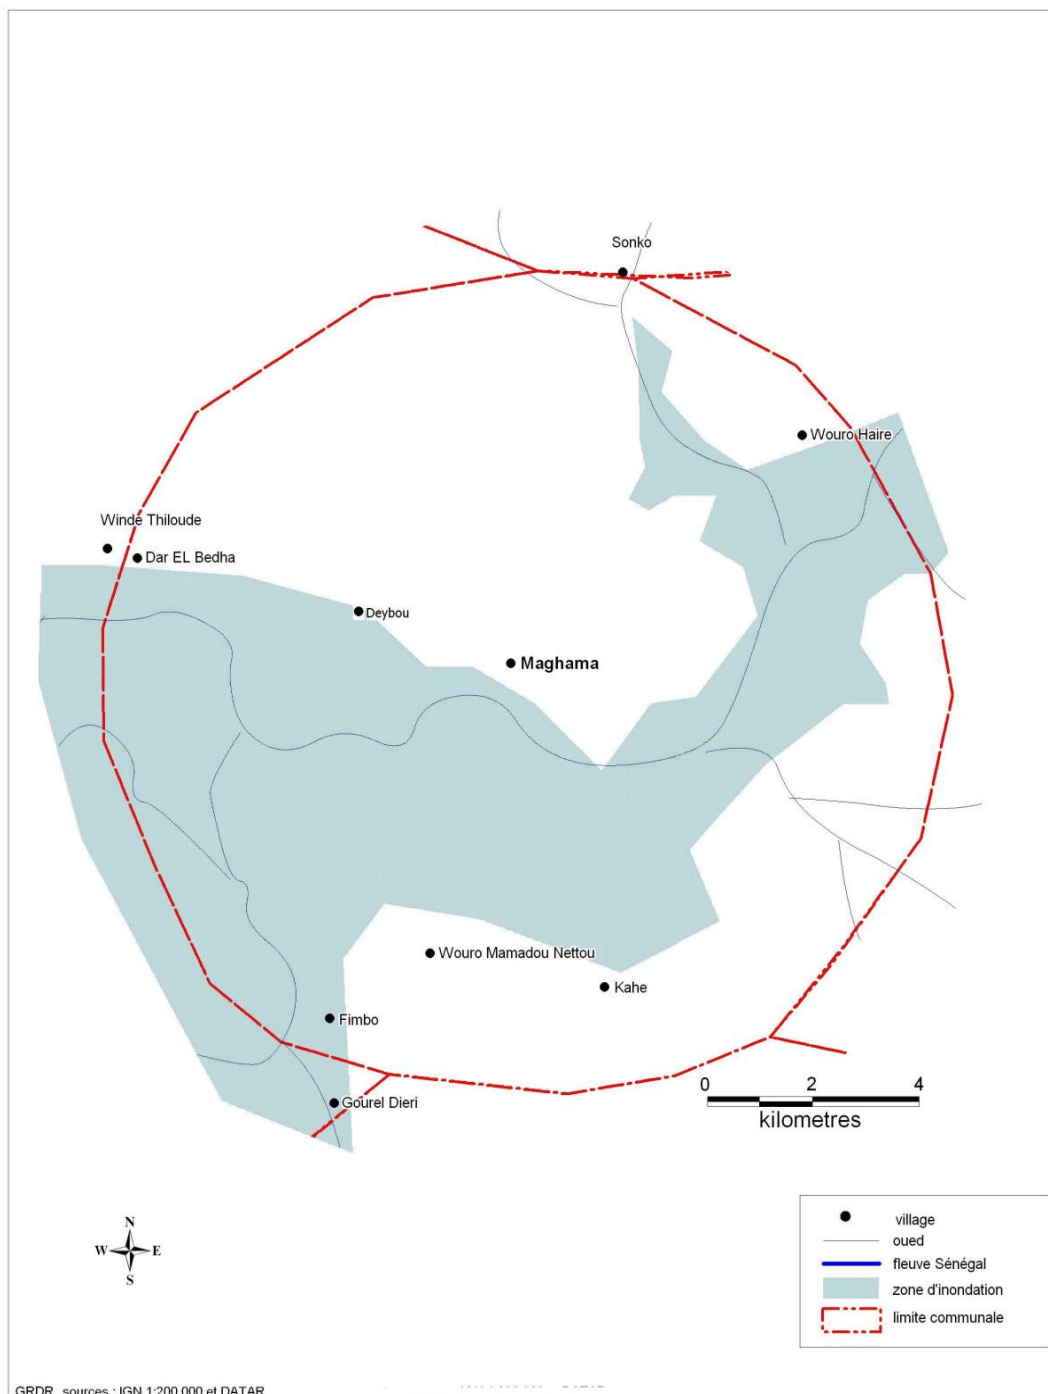 Sonko
Wouro Haire
Winde Thiloude
Dar EL Bedha
Deybou
Maghama
Wouro Mamadou Nettou
Kahe
Fimbo
Gourel Dieri
0 2 4
kilometres
N
W E
S
village
oued
fleuve Sénégal
zone d'inondation
limite communale
GRDR sources : IGN 1:200 000 et DATAR